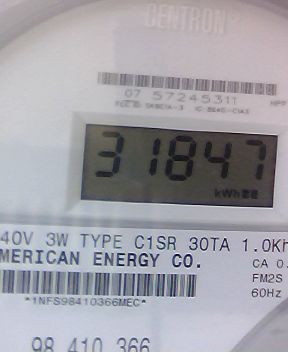 CENTRON®
07 57245311
31847
kWh
40V 3W TYPE C1SR 30TA 1.0Kh
MERICAN ENERGY CO.
CA 0.
FM2S
60Hz
*1NFS98410366MEC*
98 410 366